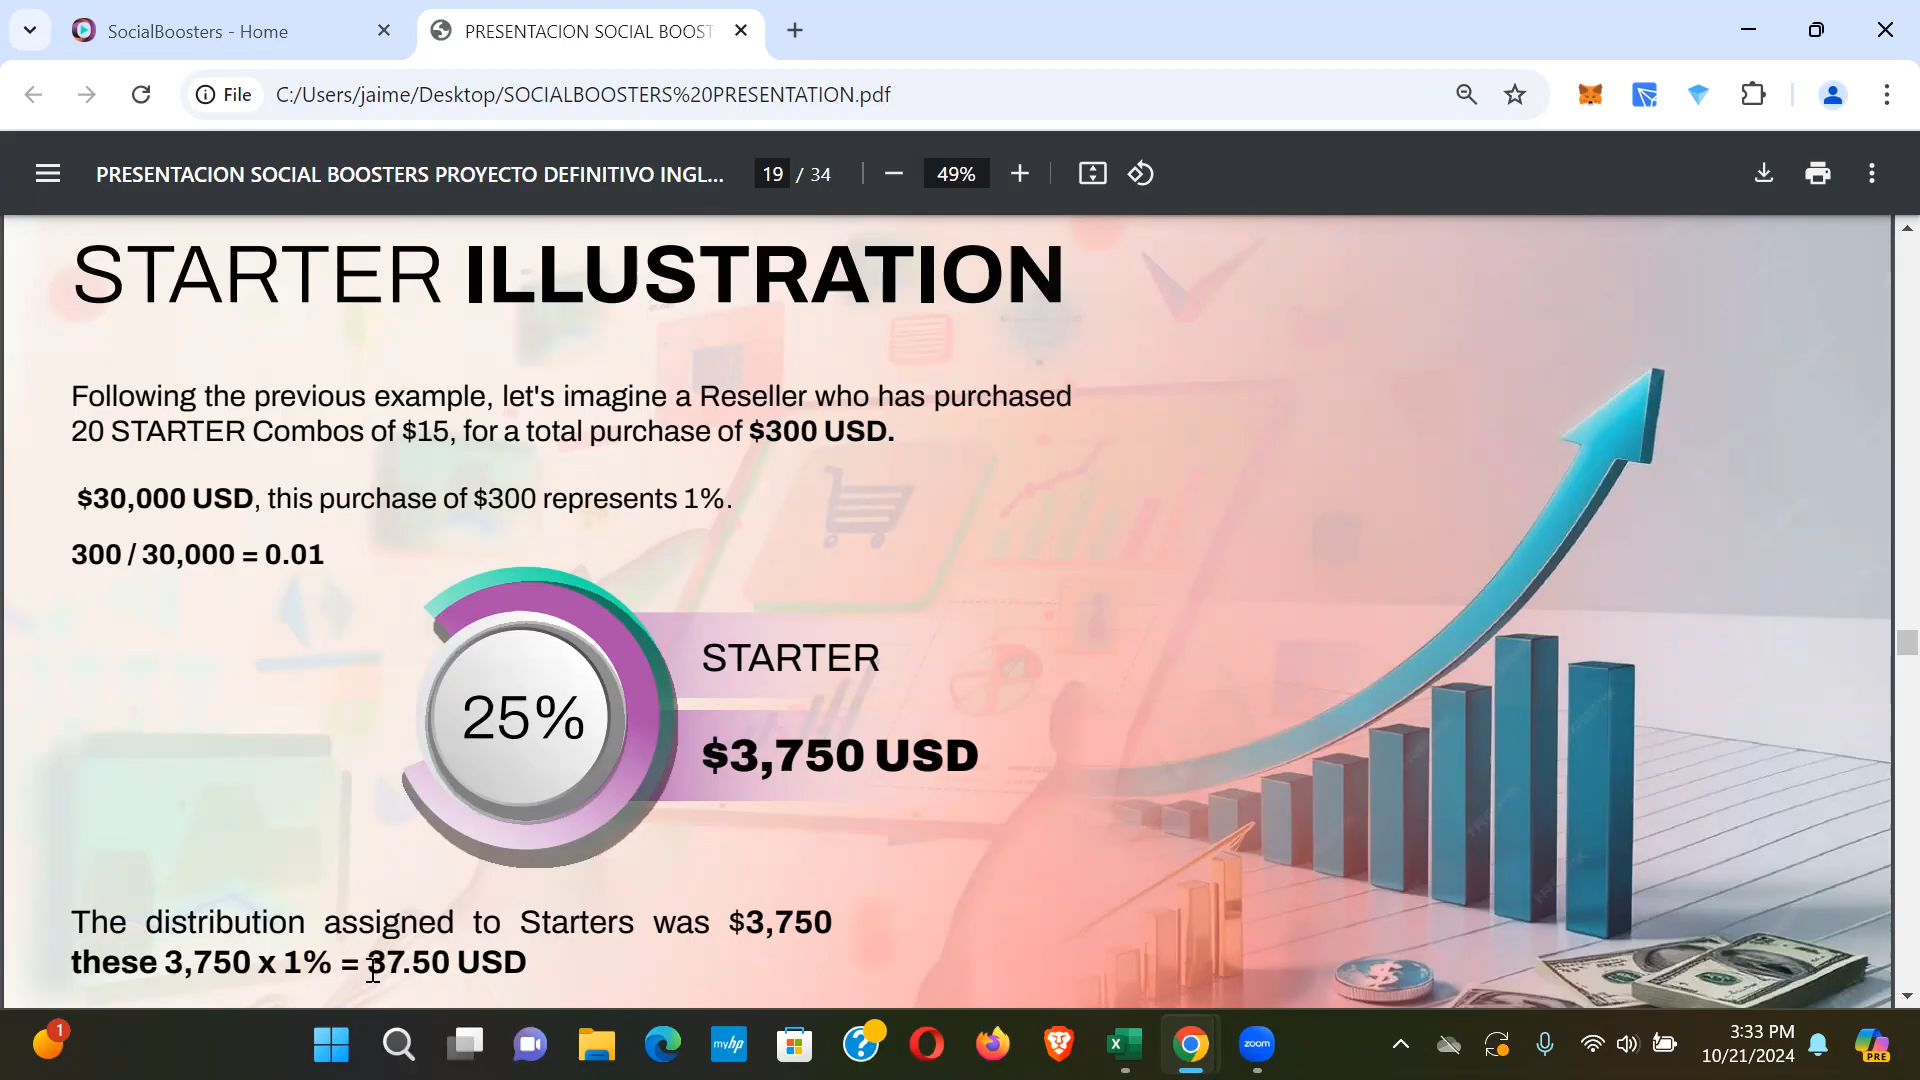 SocialBoosters - Home
PRESENTACION SOCIAL BOOST
File
C:/Users/jaime/Desktop/SOCIALBOOSTERS%20PRESENTATION.pdf
PRESENTACION SOCIAL BOOSTERS PROYECTO DEFINITIVO INGL...
19 / 34
49%
STARTER ILLUSTRATION
Following the previous example, let's imagine a Reseller who has purchased
20 STARTER Combos of $15, for a total purchase of $300 USD.
$30,000 USD, this purchase of $300 represents 1%.
300 / 30,000 = 0.01
25%
STARTER
$3,750 USD
The distribution assigned to Starters was $3,750
these 3,750 x 1% = 37.50 USD
1
myhp
zoom
3:33 PM
10/21/2024
PRE